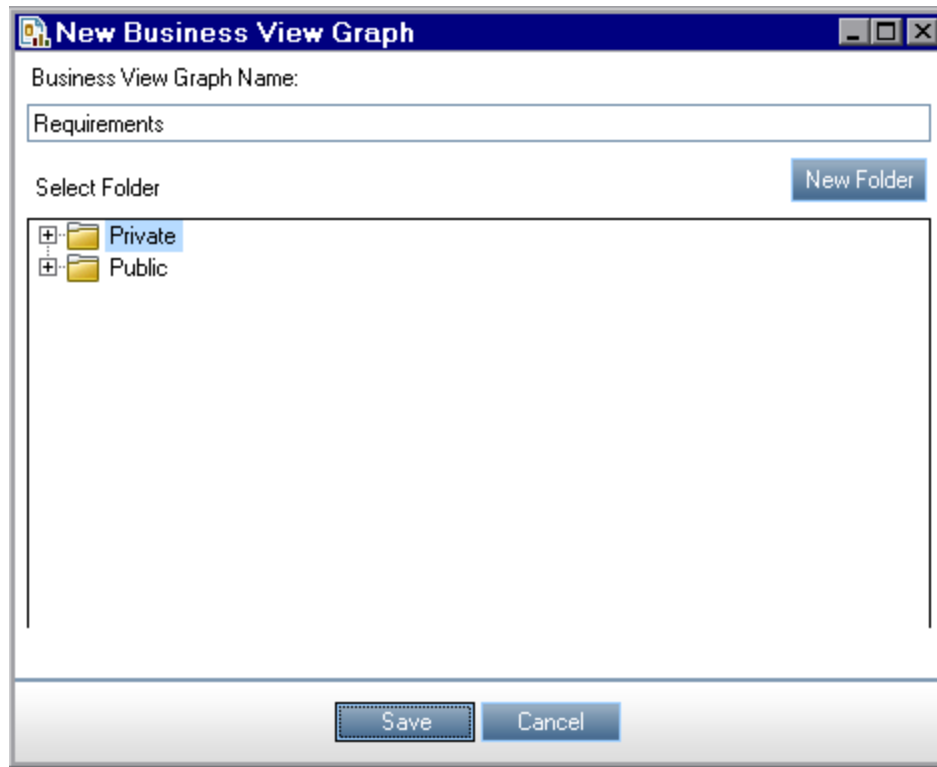 New Business View Graph
Business View Graph Name:
Requirements
Select Folder
New Folder
Private
Public
Save
Cancel